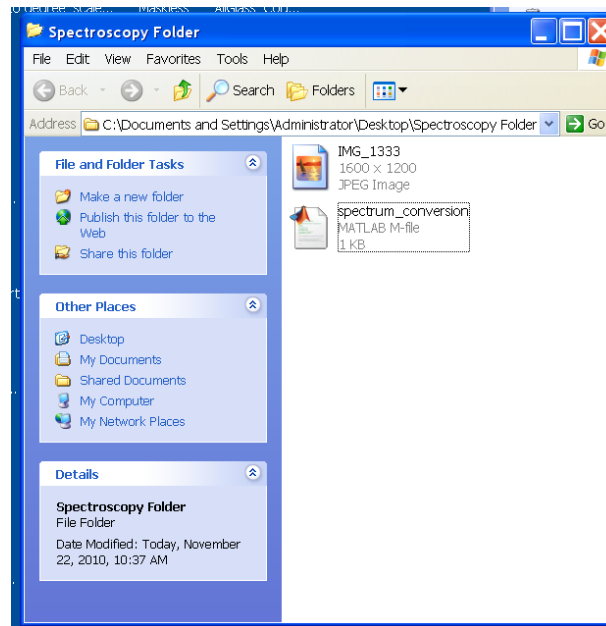 Spectroscopy Folder
File Edit View Favorites Tools Help
Back Search Folders
Address C:\Documents and Settings\Administrator\Desktop\Spectroscopy Folder Go
File and Folder Tasks
Make a new folder
Publish this folder to the
Web
Share this folder
Other Places
Desktop
My Documents
Shared Documents
My Computer
My Network Places
Details
Spectroscopy Folder
File Folder
Date Modified: Today, November
22, 2010, 10:37 AM
IMG_1333
1600 x 1200
JPEG Image
spectrum_conversion
MATLAB M-file
1 KB